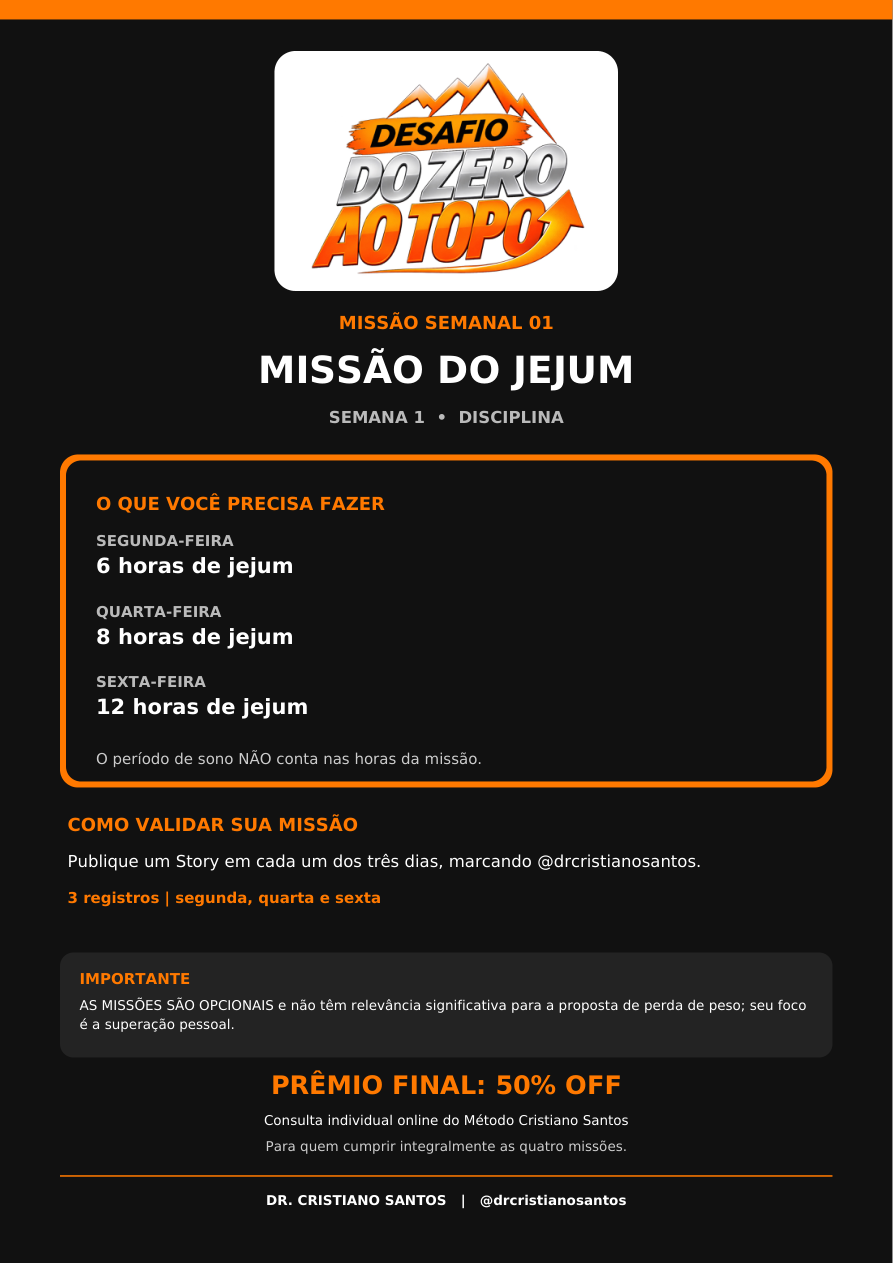 DESAFIO
DO ZERO
AO TOPO
MISSÃO SEMANAL 01
MISSÃO DO JEJUM
SEMANA 1 • DISCIPLINA
O QUE VOCÊ PRECISA FAZER
SEGUNDA-FEIRA
6 horas de jejum
QUARTA-FEIRA
8 horas de jejum
SEXTA-FEIRA
12 horas de jejum
O período de sono NÃO conta nas horas da missão.
COMO VALIDAR SUA MISSÃO
Publique um Story em cada um dos três dias, marcando @drcristianosantos.
3 registros | segunda, quarta e sexta
IMPORTANTE
AS MISSÕES SÃO OPCIONAIS e não têm relevância significativa para a proposta de perda de peso; seu foco
é a superação pessoal.
PRÊMIO FINAL: 50% OFF
Consulta individual online do Método Cristiano Santos
Para quem cumprir integralmente as quatro missões.
DR. CRISTIANO SANTOS | @drcristianosantos